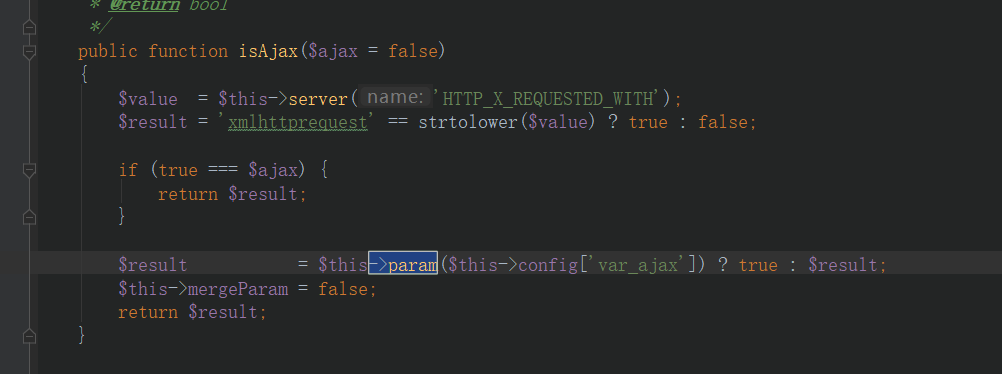 * @return bool
*/
public function isAjax($ajax = false)
{
$value = $this->server( name: 'HTTP_X_REQUESTED_WITH');
$result = 'xmlhttprequest' == strtolower($value) ? true : false;
if (true === $ajax) {
return $result;
}
$result = $this->param($this->config['var_ajax']) ? true : $result;
$this->mergeParam = false;
return $result;
}